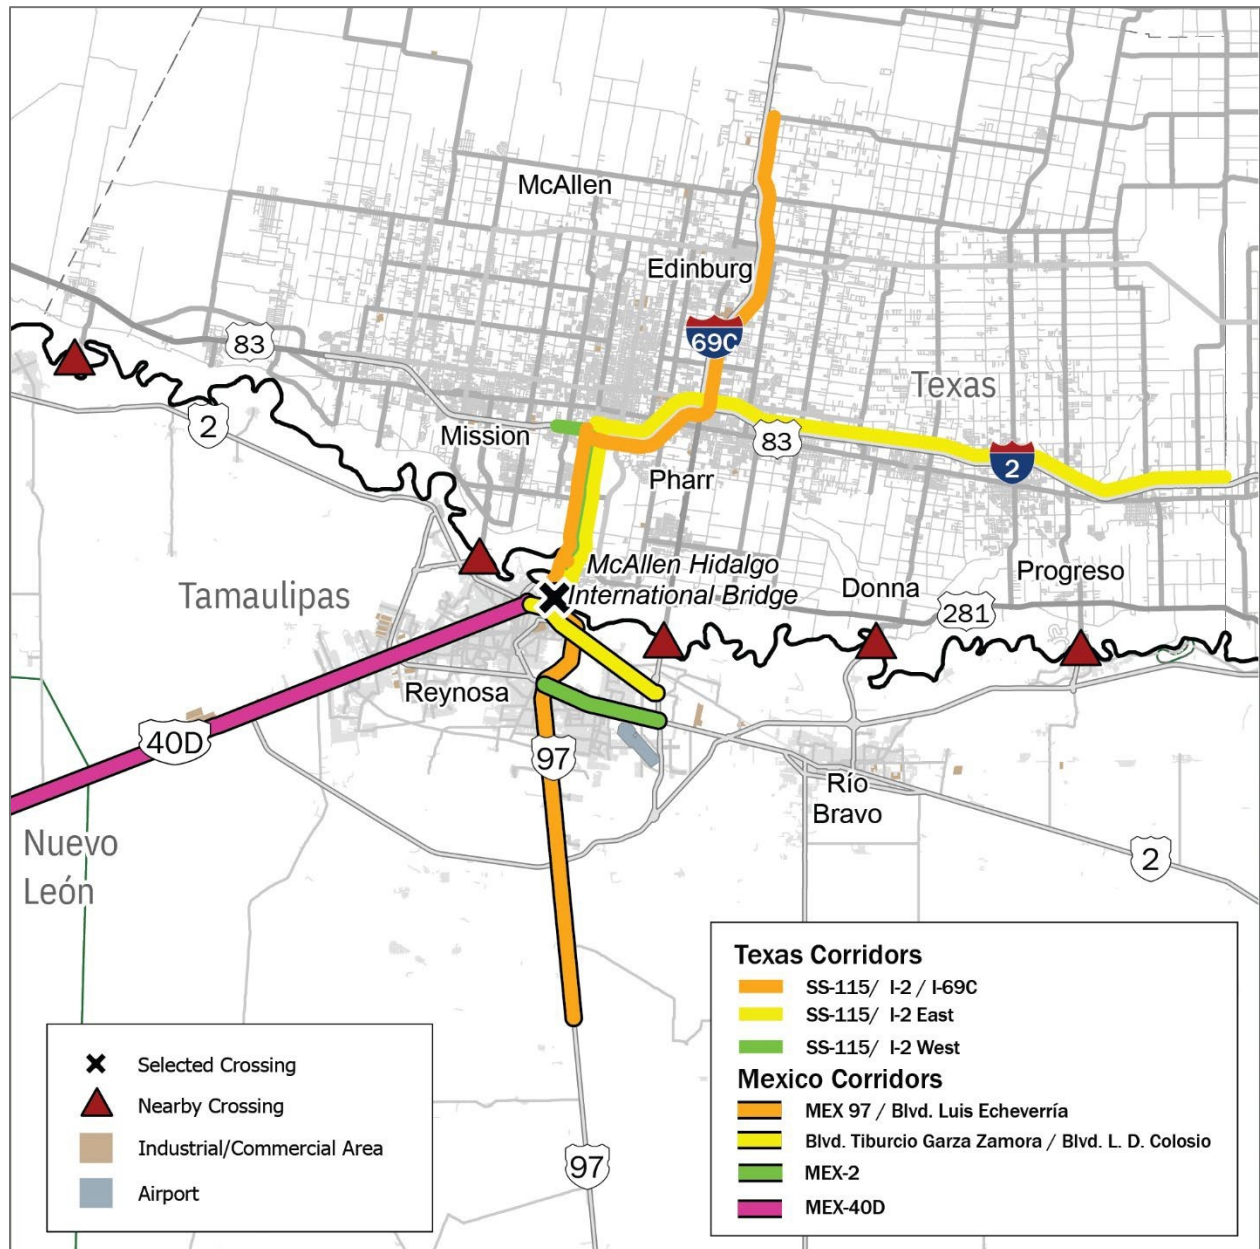 McAllen
Edinburg
69C
83
Texas
2
Mission
83
2
Pharr
McAllen Hidalgo
International Bridge
Tamaulipas
Donna
Progreso
281
Reynosa
40D
97
Río
Bravo
Nuevo
León
2
97
Selected Crossing
Nearby Crossing
Industrial/Commercial Area
Airport
Texas Corridors
SS-115/ I-2 / I-69C
SS-115/ I-2 East
SS-115/ I-2 West
Mexico Corridors
MEX 97 / Blvd. Luis Echeverría
Blvd. Tiburcio Garza Zamora / Blvd. L. D. Colosio
MEX-2
MEX-40D